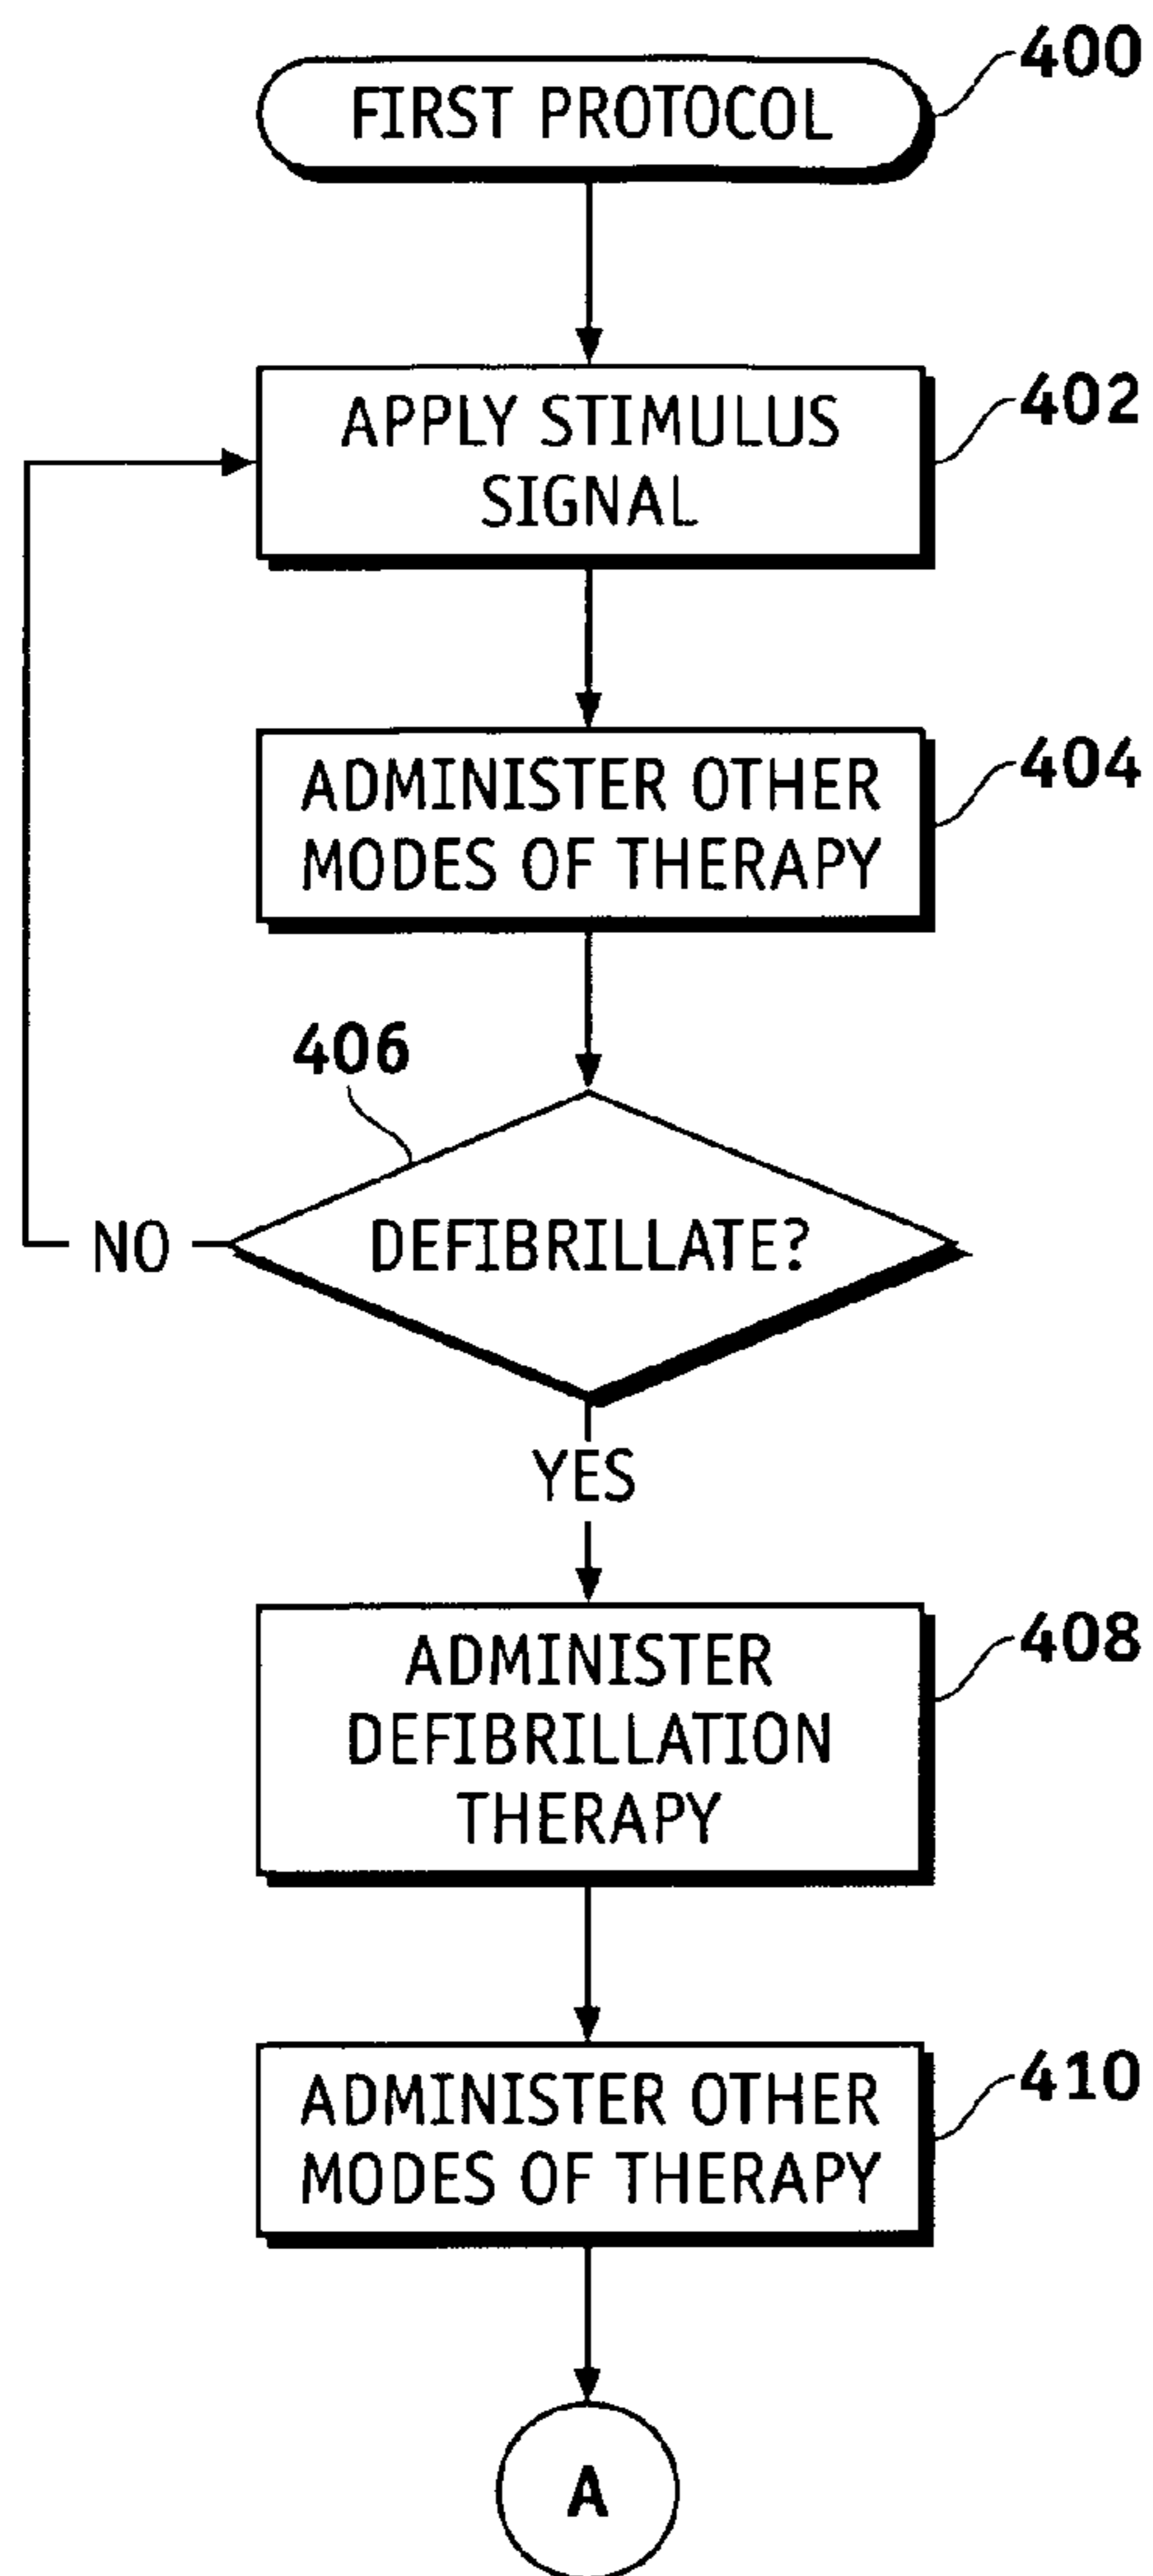 400
FIRST PROTOCOL
402
APPLY STIMULUS
SIGNAL
404
ADMINISTER OTHER
MODES OF THERAPY
406
DEFIBRILLATE?
NO
YES
408
ADMINISTER
DEFIBRILLATION
THERAPY
410
ADMINISTER OTHER
MODES OF THERAPY
A